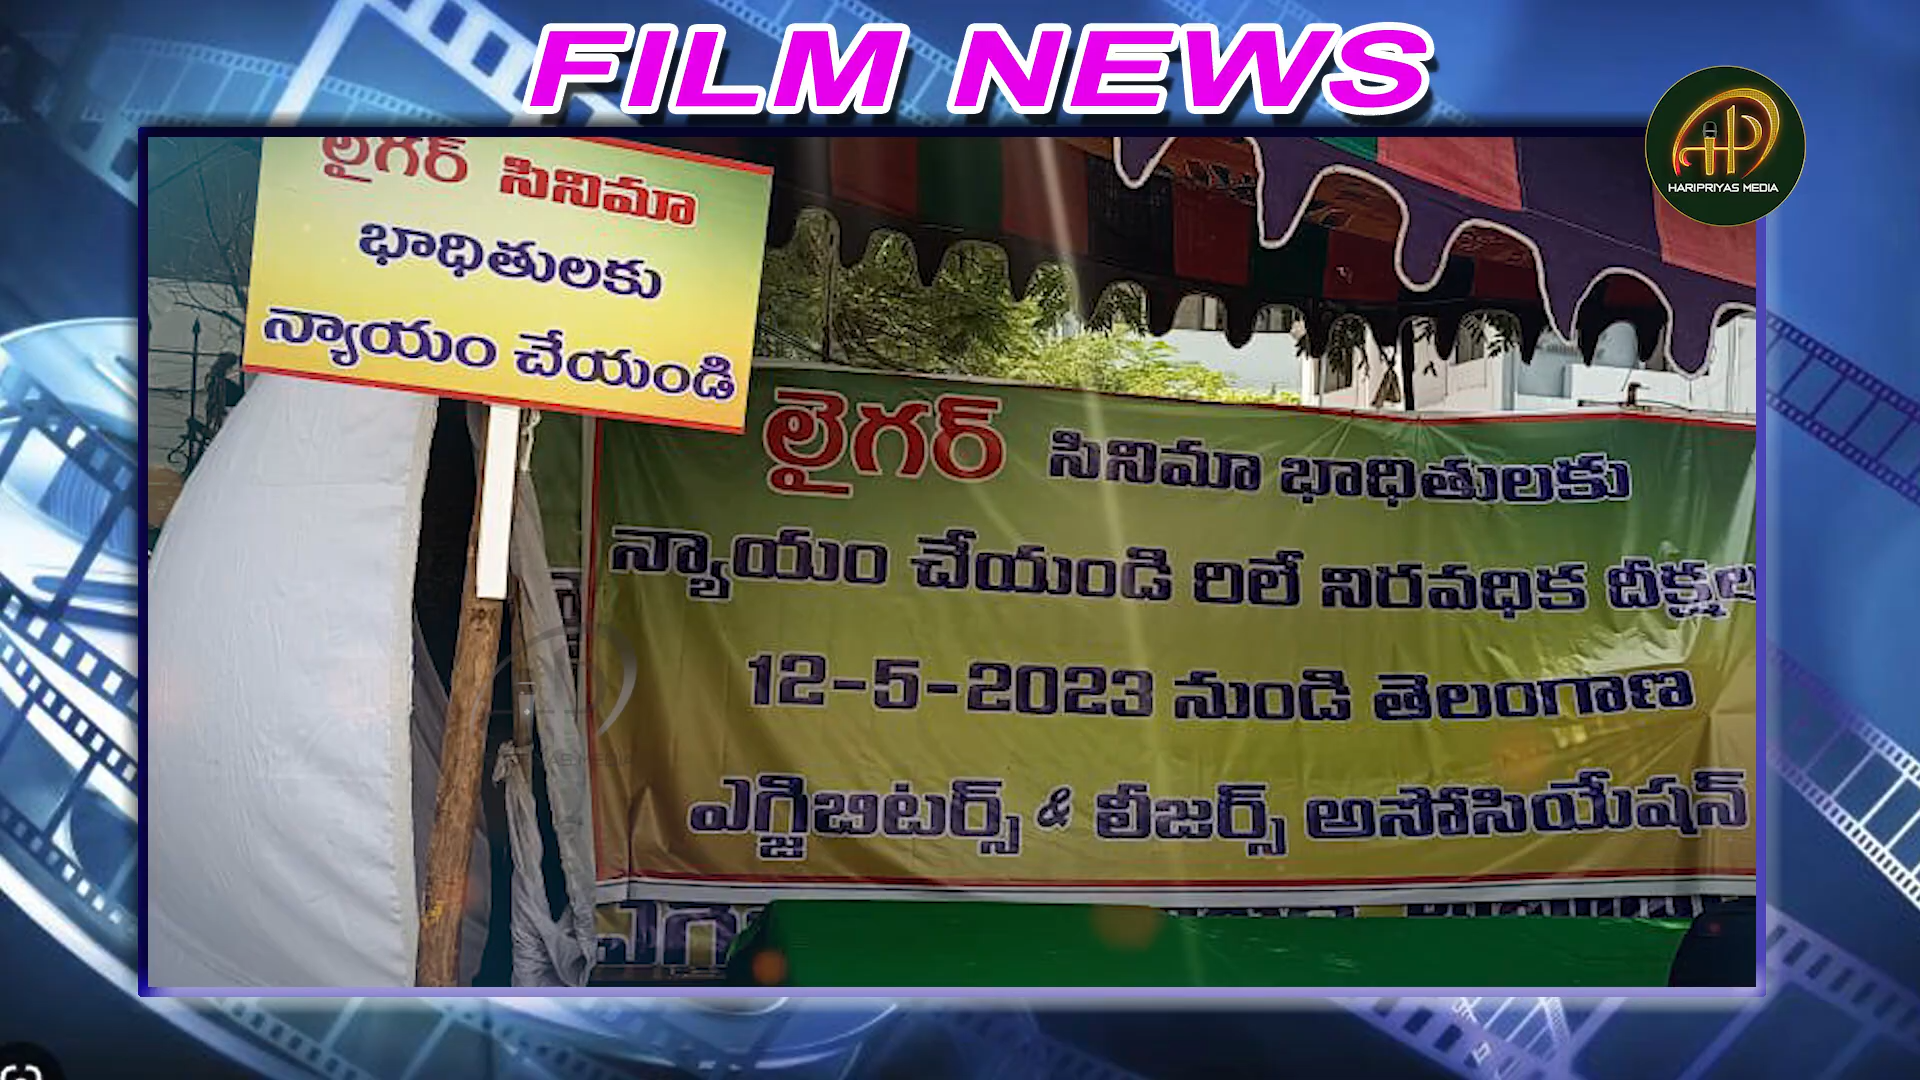 FILM NEWS
HARIPRIYAS MEDIA
లైగర్ సినిమా
భాధితులకు
న్యాయం చేయండి
లైగర్ సినిమా భాధితులకు
న్యాయం చేయండి రిలే నిరవధిక దీక్షలు
12-5-2023 నుండి తెలంగాణ
ఎగ్జిబిటర్స్ & లీజర్స్ అసోసియేషన్